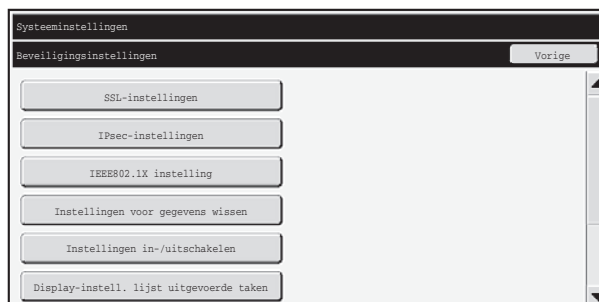 Systeeminstellingen
Beveiligingsinstellingen
Vorige
SSL-instellingen
IPsec-instellingen
IEEE802.1X instelling
Instellingen voor gegevens wissen
Instellingen in-/uitschakelen
Display-instell. lijst uitgevoerde taken